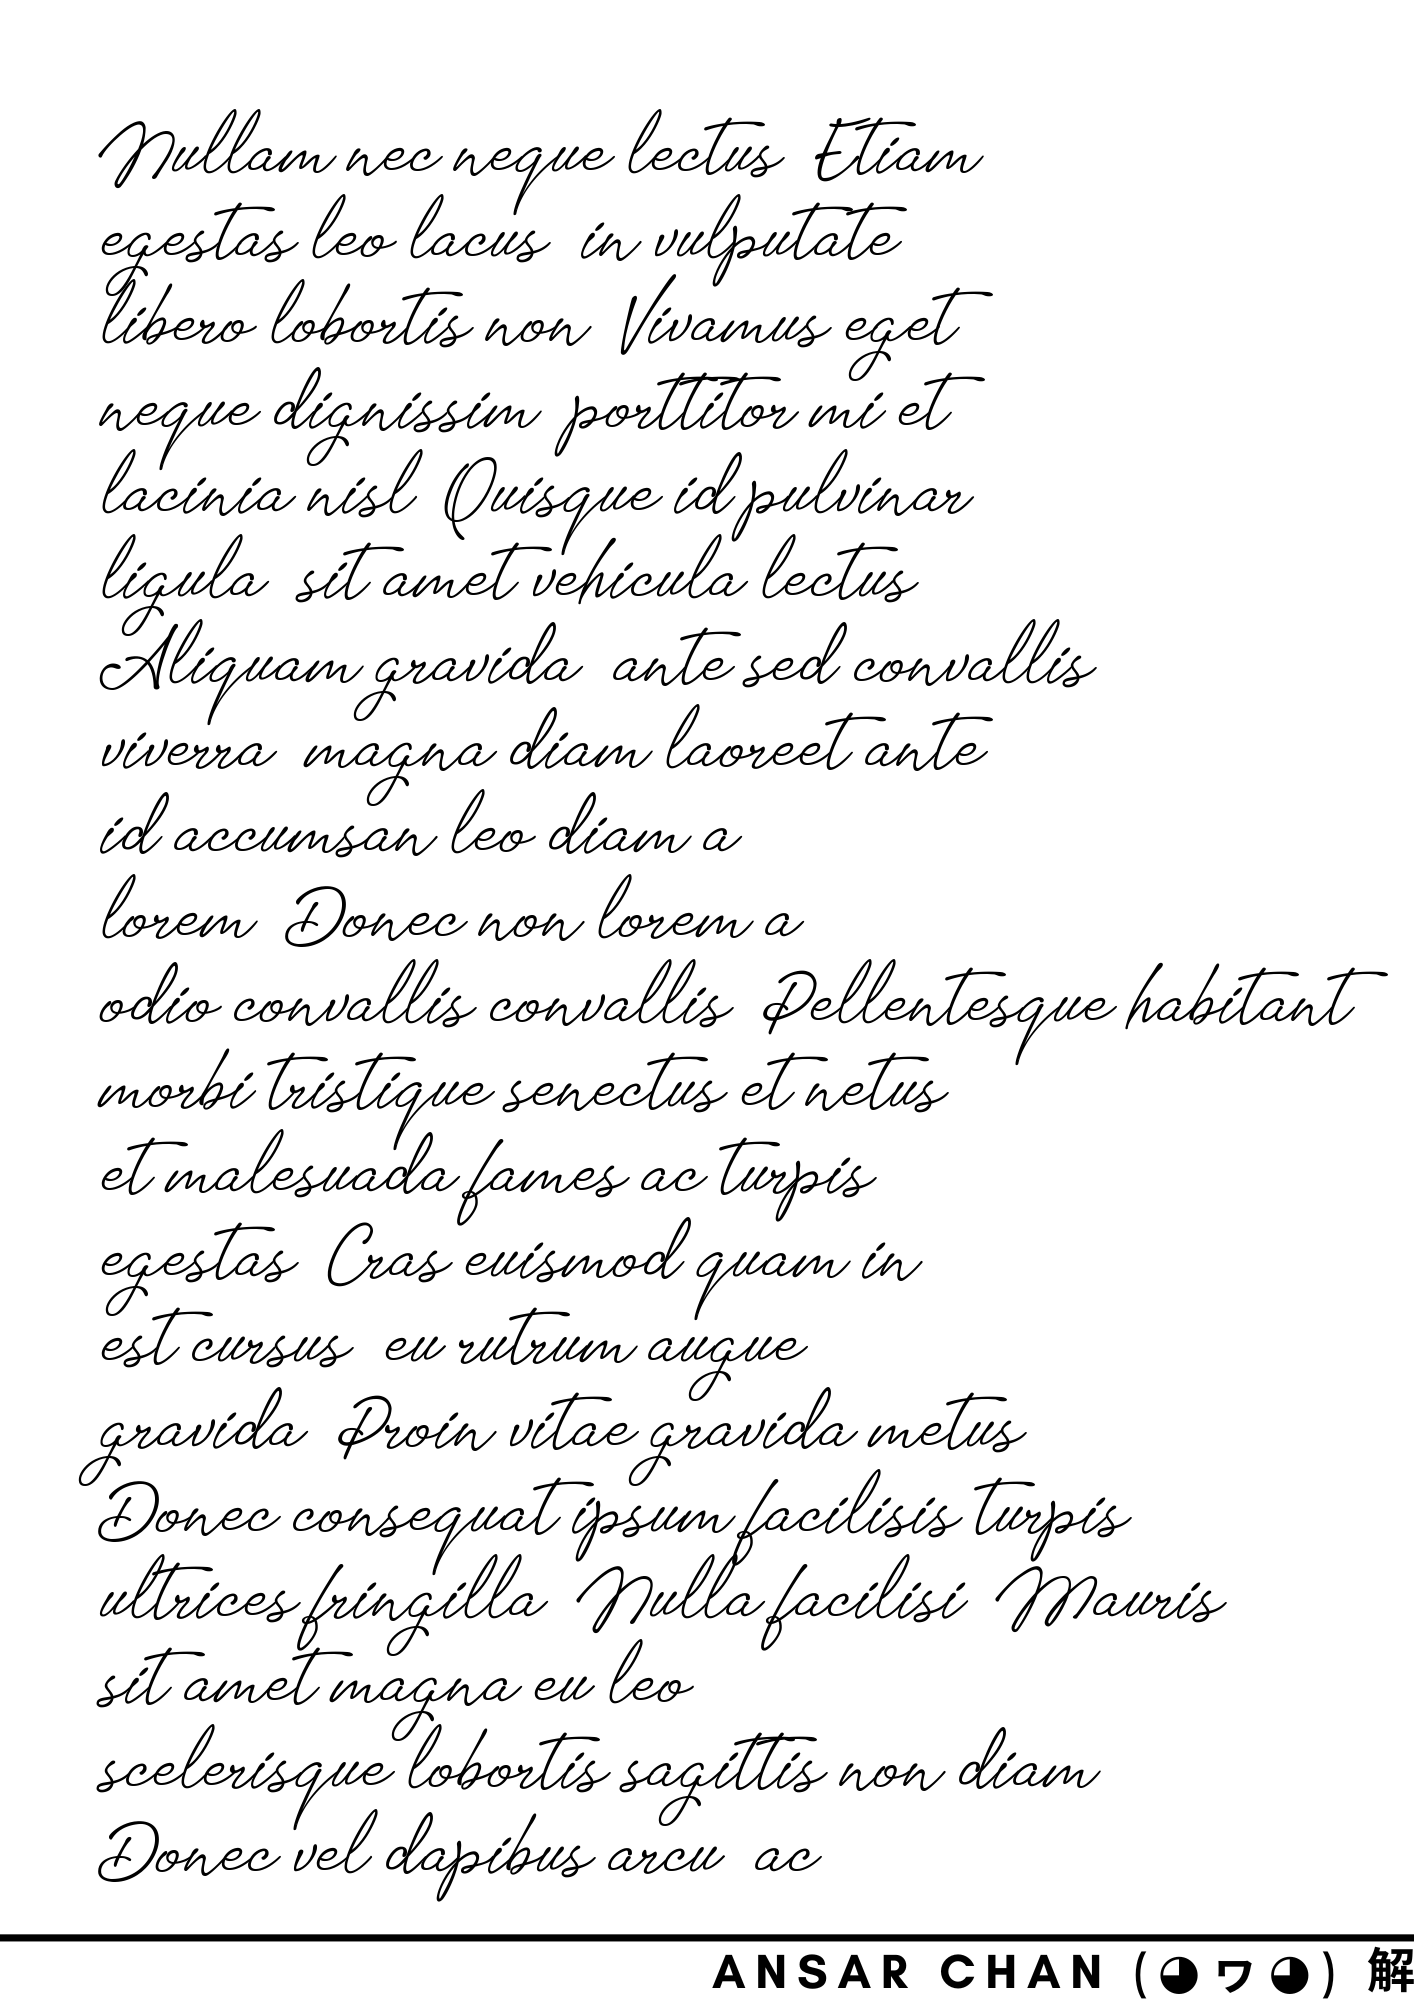 Nullam nec neque lectus Etiam
egestas leo lacus in vulputate
libero lobortis non Vivamus eget
neque dignissim porttitor mi et
lacinia nisl Quisque id pulvinar
ligula sit amet vehicula lectus
Aliquam gravida ante sed convallis
viverra magna diam laoreet ante
id accumsan leo diam a
lorem Donec non lorem a
odio convallis convallis Pellentesque habitant
morbi tristique senectus et netus
et malesuada fames ac turpis
egestas Cras euismod quam in
est cursus eu rutrum augue
gravida Proin vitae gravida metus
Donec consequat ipsum facilisis turpis
ultrices fringilla Nulla facilisi Mauris
sit amet magna eu leo
scelerisque lobortis sagittis non diam
Donec vel dapibus arcu ac
ANSAR CHAN (◕ヮ◕) 解